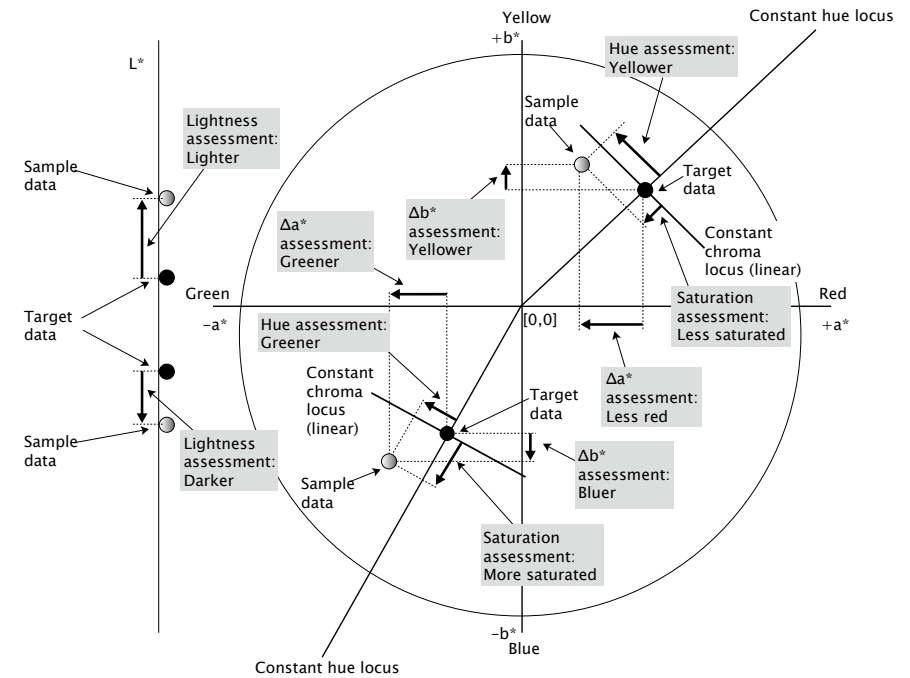 Constant hue locus
Yellow
+b*
L*
Hue assessment:
Yellower
Sample
data
Lightness
assessment:
Lighter
Sample
data
Target
data
Δb*
assessment:
Yellower
Δa*
assessment:
Greener
Constant
chroma
locus (linear)
Green
-a*
Red
+a*
[0,0]
Saturation
assessment:
Less saturated
Target
data
Hue assessment:
Greener
Constant
chroma
locus
(linear)
Δa*
assessment:
Less red
Target
data
Sample
data
Lightness
assessment:
Darker
Δb*
assessment:
Bluer
Sample
data
Saturation
assessment:
More saturated
-b*
Blue
Constant hue locus